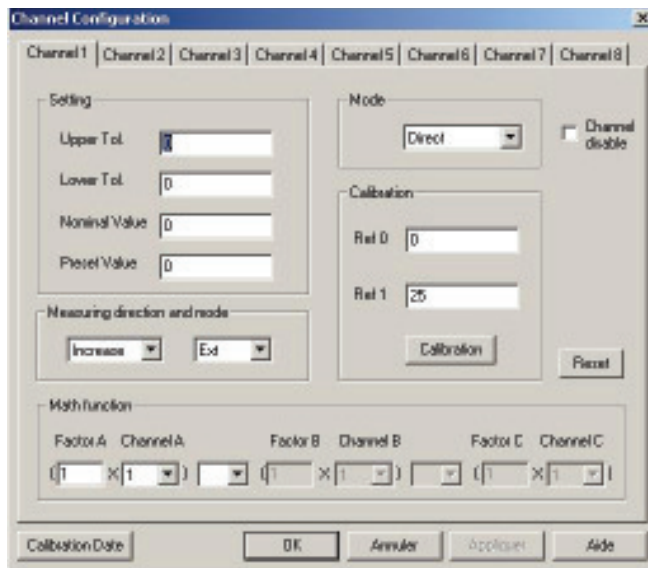 Channel Configuration
Channel 1 Channel 2 Channel 3 Channel 4 Channel 5 Channel 6 Channel 7 Channel 8
Setting
Upper Tol. 0
Lower Tol. 0
Nominal Value 0
Preset Value 0
Mode
Direct
Channel disable
Calibration
Ref 0 0
Ref 1 25
Calibration
Measuring direction and mode
Increase Ext
Reset
Math function
Factor A Channel A Factor B Channel B Factor C Channel C
( 1 X 1 ) ( 1 X 1 ) ( 1 X 1 (
Calibration Date OK Annuler Appliquer Aide